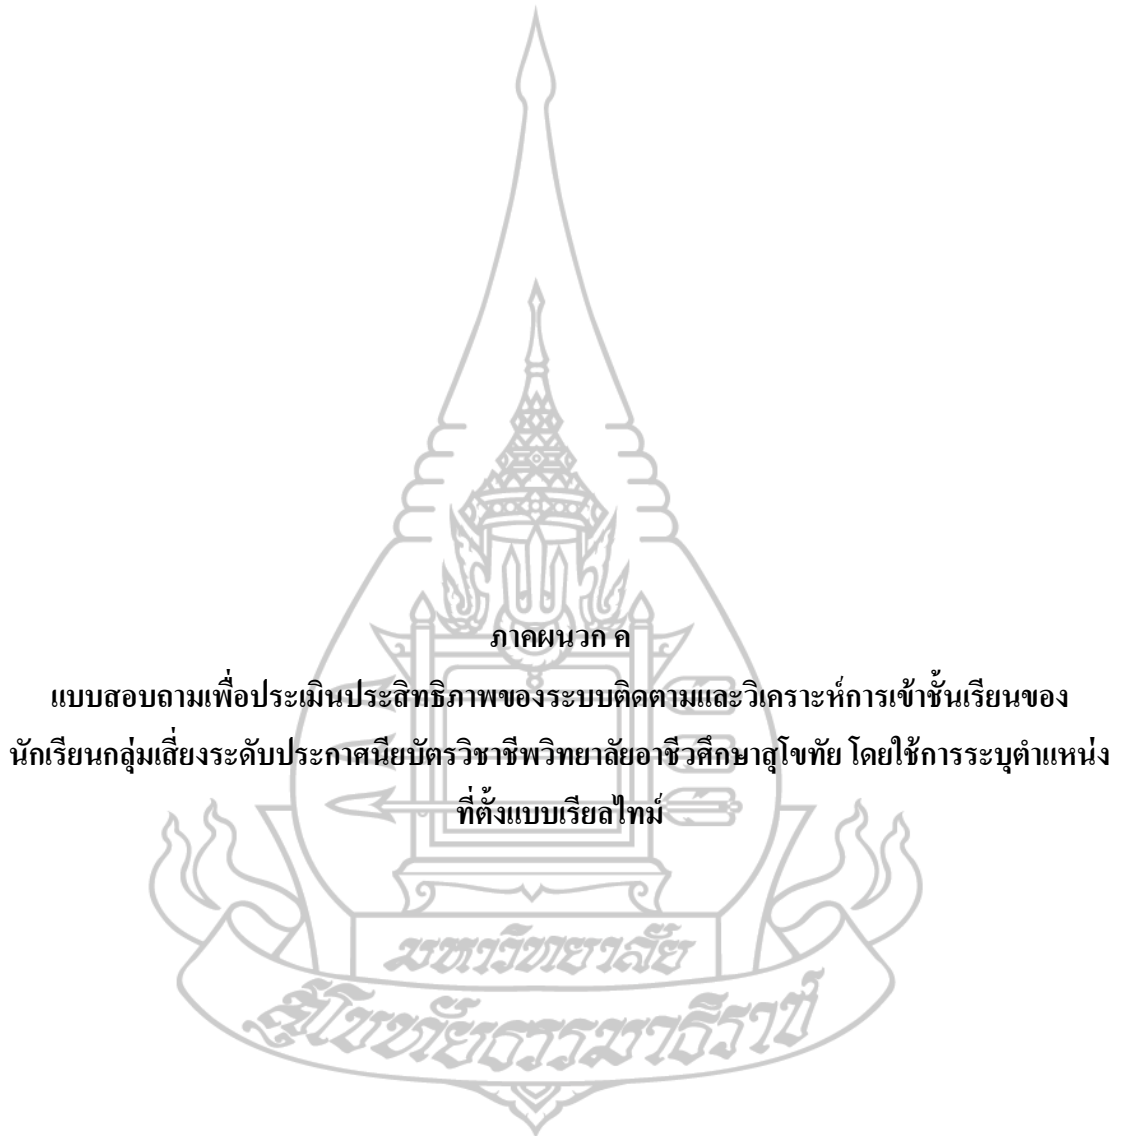 ภาคผนวก ค
แบบสอบถามเพื่อประเมินประสิทธิภาพของระบบติดตามและวิเคราะห์การเข้าชั้นเรียนของ
นักเรียนกลุ่มเสี่ยงระดับประกาศนียบัตรวิชาชีพวิทยาลัยอาชีวศึกษาสุโขทัย โดยใช้การระบุตำแหน่ง
ที่ตั้งแบบเรียลไทม์
มหาวิทยาลัย
สุโขทัยธรรมาธิราช